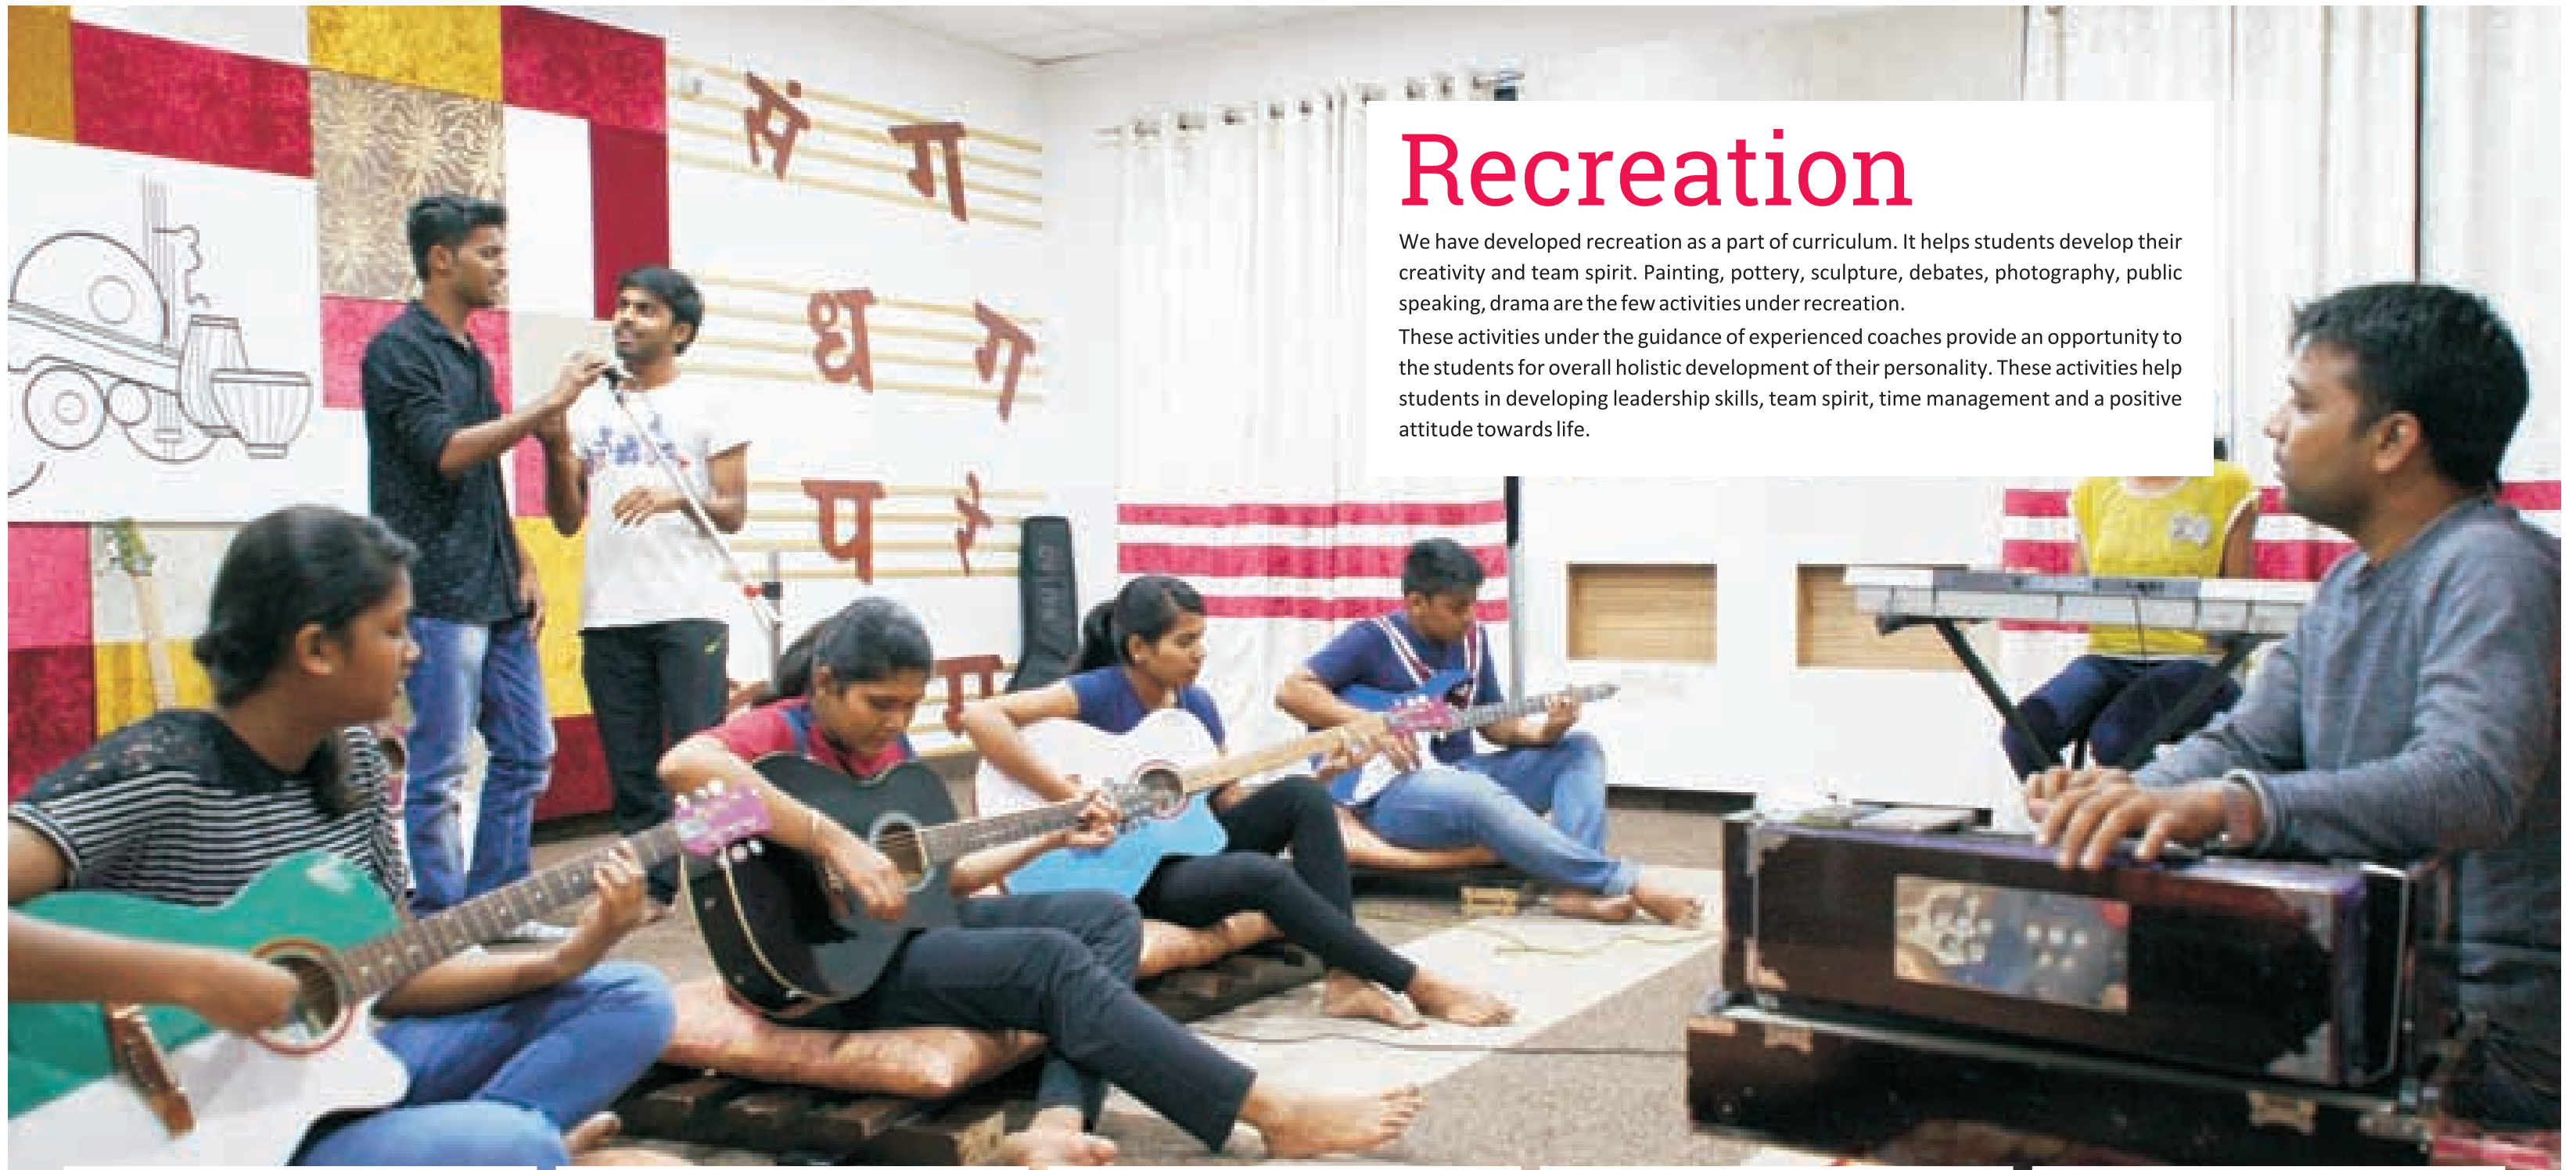 सं ग
ध ग
प रे
ग
Recreation
We have developed recreation as a part of curriculum. It helps students develop their
creativity and team spirit. Painting, pottery, sculpture, debates, photography, public
speaking, drama are the few activities under recreation.
These activities under the guidance of experienced coaches provide an opportunity to
the students for overall holistic development of their personality. These activities help
students in developing leadership skills, team spirit, time management and a positive
attitude towards life.